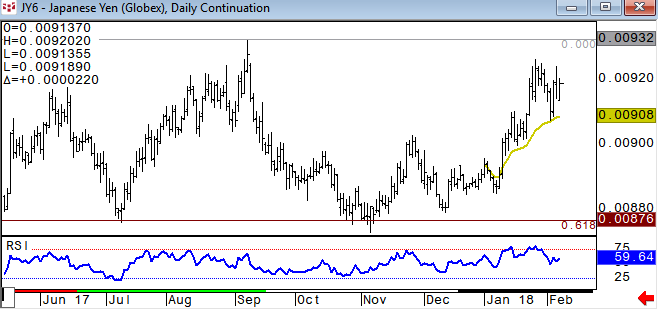 JY6 - Japanese Yen (Globex), Daily Continuation
O=0.0091370
H=0.0092020
L=0.0091355
L=0.0091890
Δ=+0.0000220
0.00932
0.000
0.00920
0.00908
0.00900
0.00880
0.00876
0.618
RSI
75
59.64
25
Jun 17 Jul Aug Sep Oct Nov Dec Jan 18 Feb